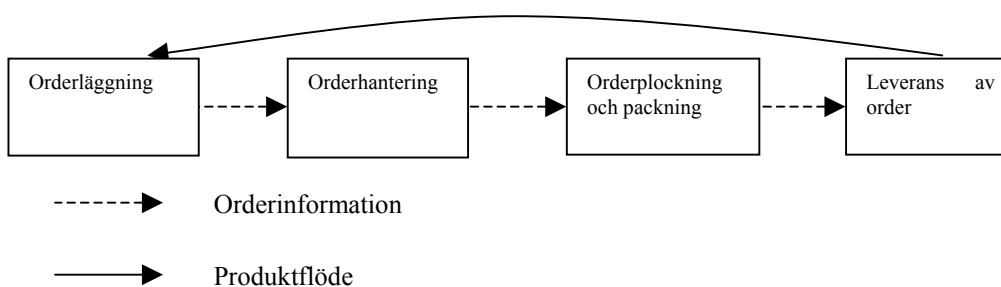 Orderläggning
Orderhantering
Orderplockning
och packning
Leverans av
order
Orderinformation
Produktflöde